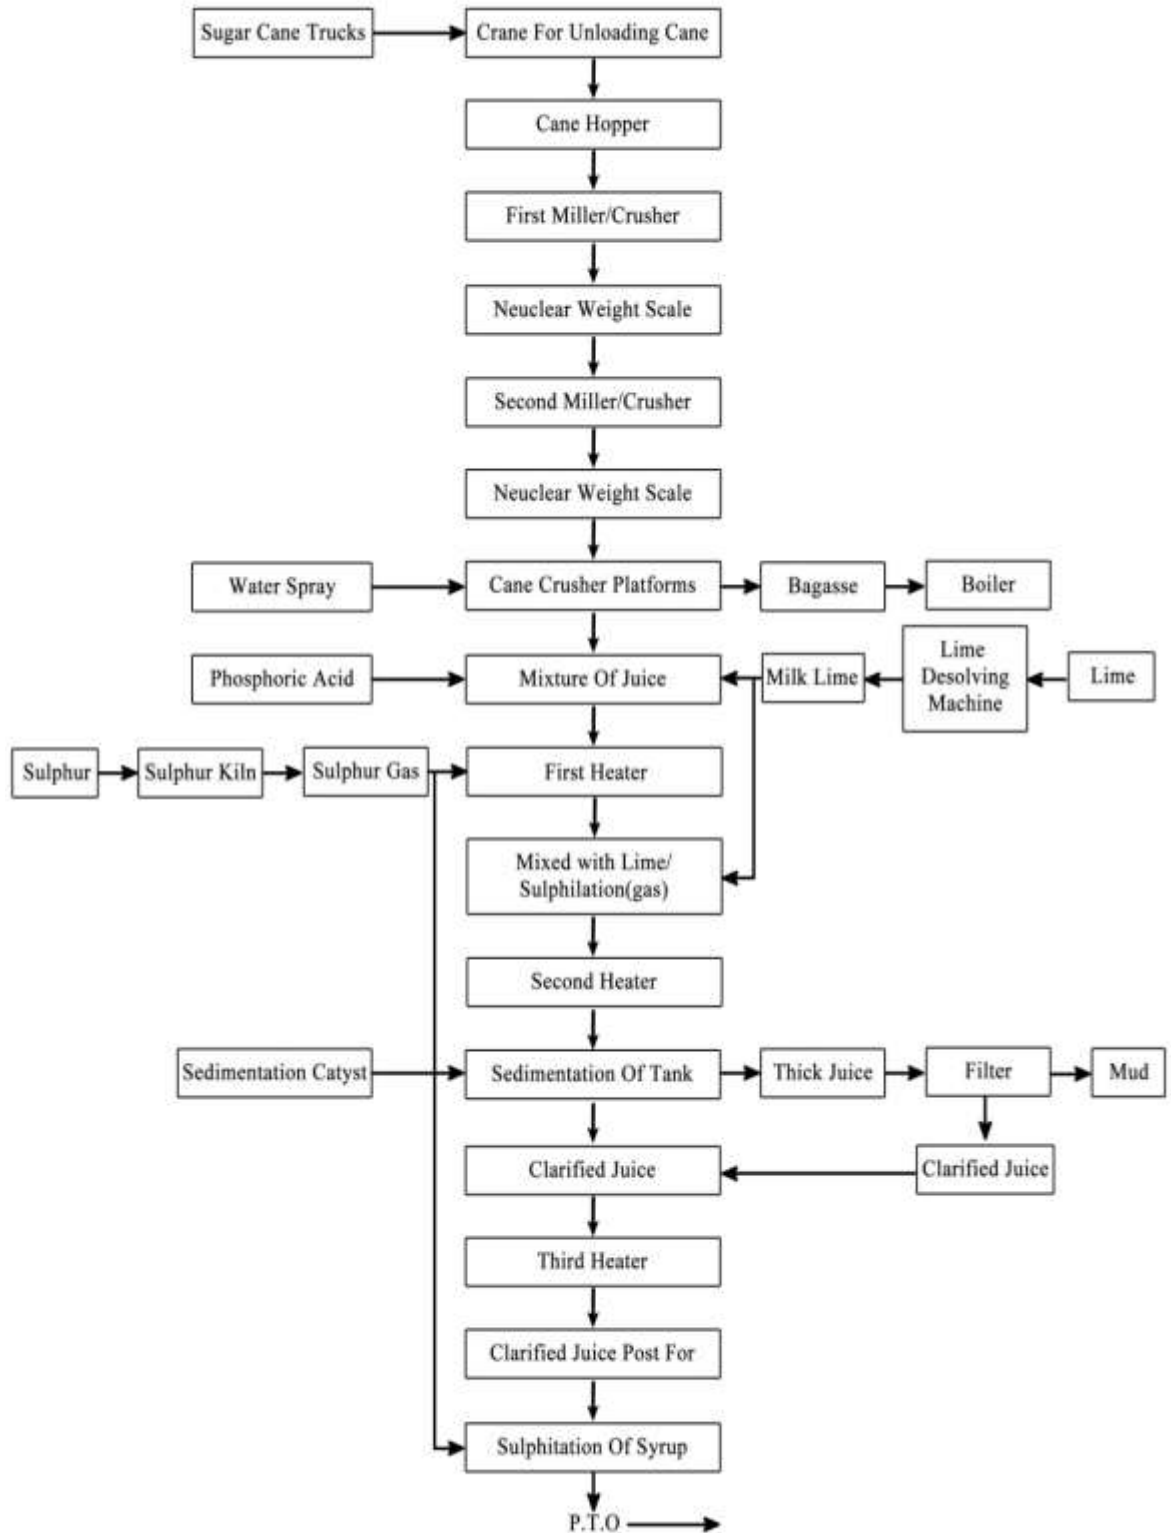 Sugar Cane Trucks
Crane For Unloading Cane
Cane Hopper
First Miller/Crusher
Neuclear Weight Scale
Second Miller/Crusher
Neuclear Weight Scale
Water Spray
Cane Crusher Platforms
Bagasse
Boiler
Phosphoric Acid
Mixture Of Juice
Milk Lime
Lime
Desolving
Machine
Lime
Sulphur
Sulphur Kiln
Sulphur Gas
First Heater
Mixed with Lime/
Sulphilation(gas)
Second Heater
Sedimentation Catyst
Sedimentation Of Tank
Thick Juice
Filter
Mud
Clarified Juice
Clarified Juice
Third Heater
Clarified Juice Post For
Sulphitation Of Syrup
P.T.O